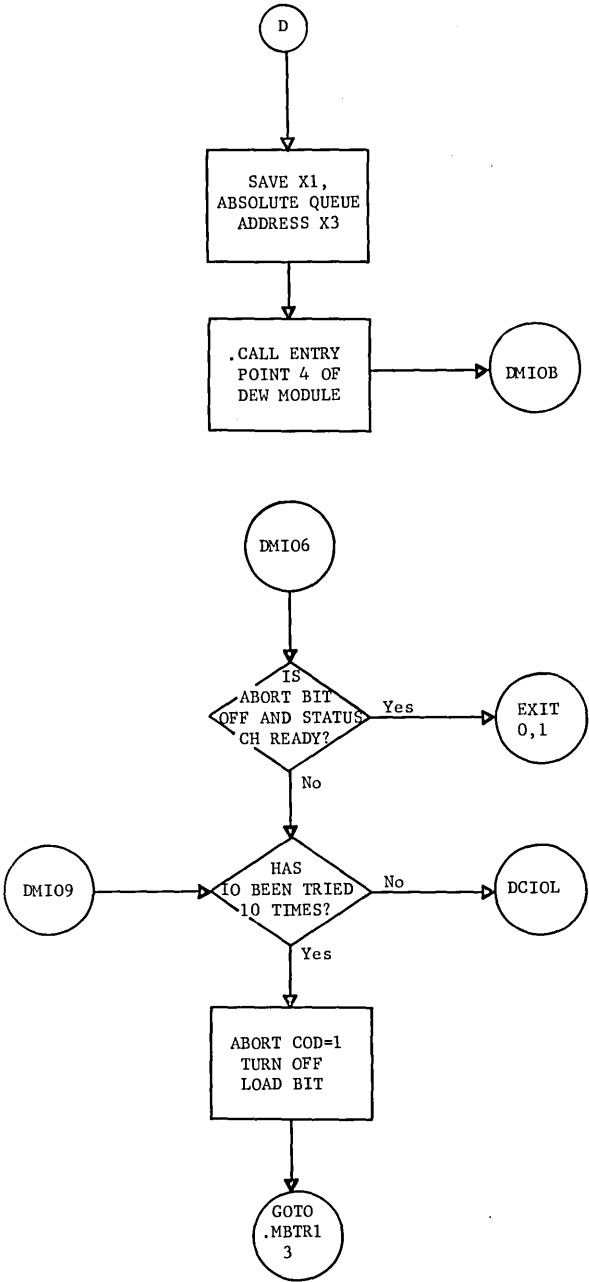 D
SAVE X1,
ABSOLUTE QUEUE
ADDRESS X3
.CALL ENTRY
POINT 4 OF
DEW MODULE
DMIOB
DMIO6
IS
ABORT BIT
OFF AND STATUS
CH READY?
Yes
EXIT
0,1
No
DMIO9
HAS
IO BEEN TRIED
10 TIMES?
No
DCIOL
Yes
ABORT COD=1
TURN OFF
LOAD BIT
GOTO
.MBTR1
3